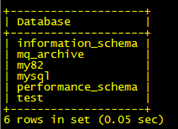 +--------------------+
| Database           |
+--------------------+
| information_schema |
| mq_archive         |
| my82               |
| mysql              |
| performance_schema |
| test               |
+--------------------+
6 rows in set (0.05 sec)